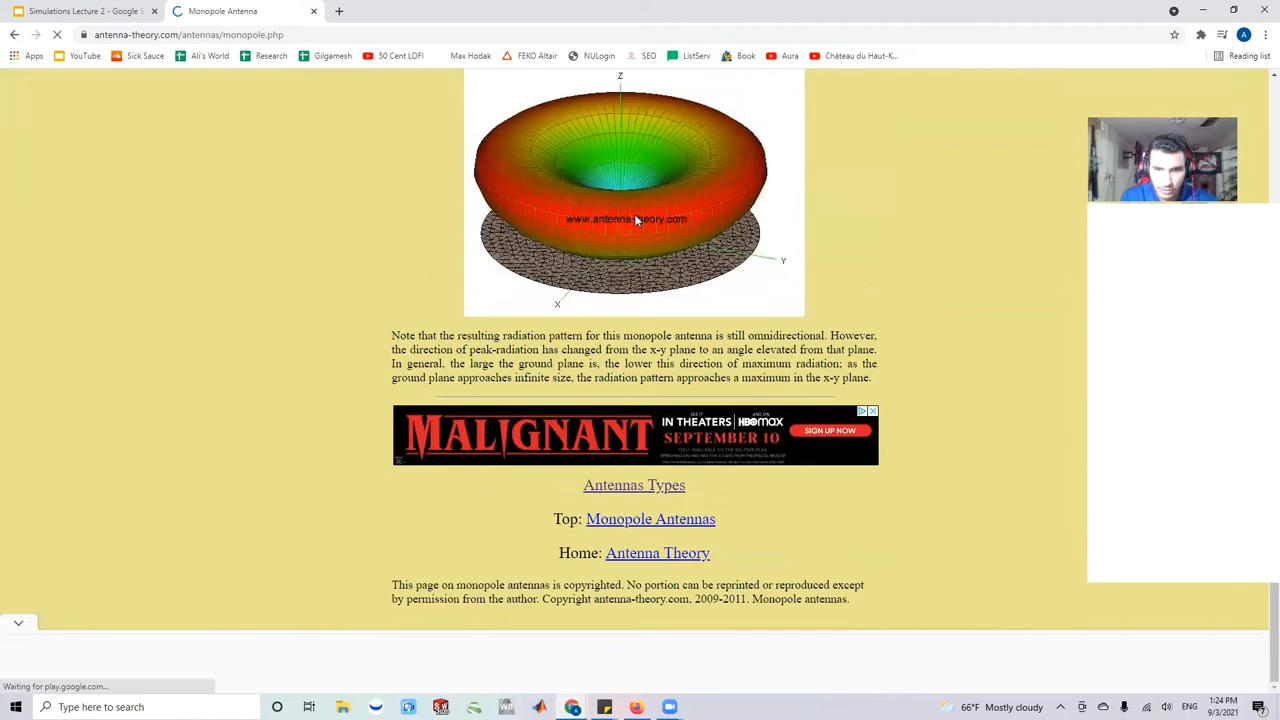 Simulations Lecture 2 - Google S
Monopole Antenna
antenna-theory.com/antennas/monopole.php
Apps
YouTube
Sick Sauce
Ali's World
Research
Gilgamesh
50 Cent LOFI
Max Hodak
FEKO Altair
NULogin
SEO
ListServ
Book
Aura
Château du Haut-K...
Reading list
Z
www.antenna-theory.com
Y
X
Note that the resulting radiation pattern for this monopole antenna is still omnidirectional. However,
the direction of peak-radiation has changed from the x-y plane to an angle elevated from that plane.
In general, the large the ground plane is, the lower this direction of maximum radiation; as the
ground plane approaches infinite size, the radiation pattern approaches a maximum in the x-y plane.
MALIGNANT
SEE IT
IN THEATERS
AND ON
HBOMAX
SEPTEMBER 10
SIGN UP NOW
Antennas Types
Top: Monopole Antennas
Home: Antenna Theory
This page on monopole antennas is copyrighted. No portion can be reprinted or reproduced except
by permission from the author. Copyright antenna-theory.com, 2009-2011. Monopole antennas.
Waiting for play.google.com...
Type here to search
66°F Mostly cloudy
1:24 PM
9/3/2021